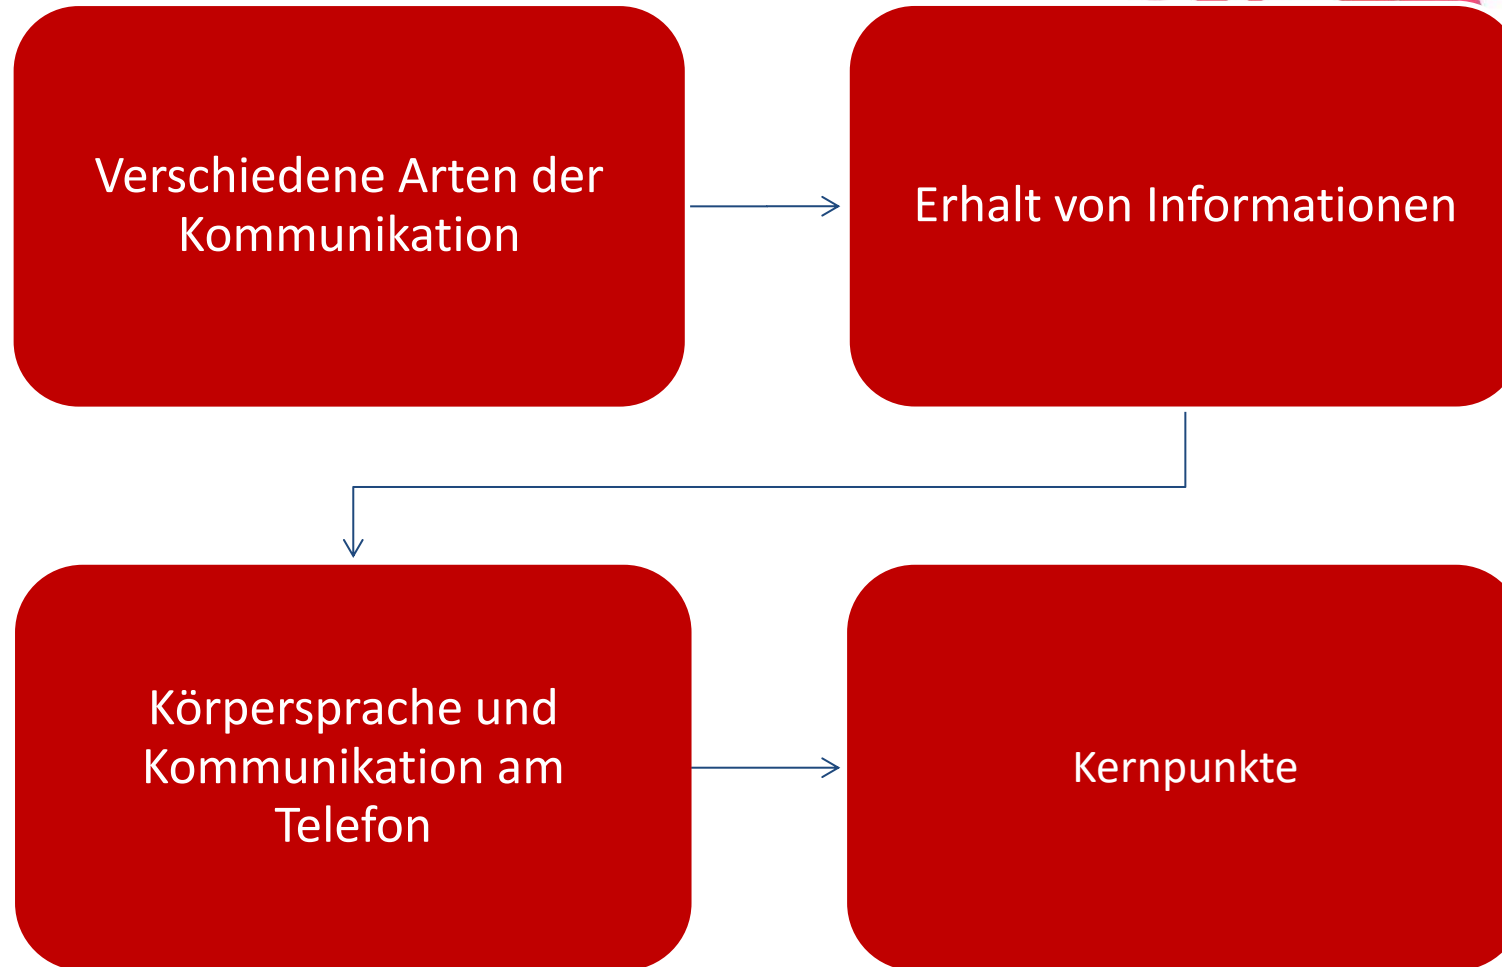 Verschiedene Arten der
Kommunikation
Erhalt von Informationen
Körpersprache und
Kommunikation am
Telefon
Kernpunkte